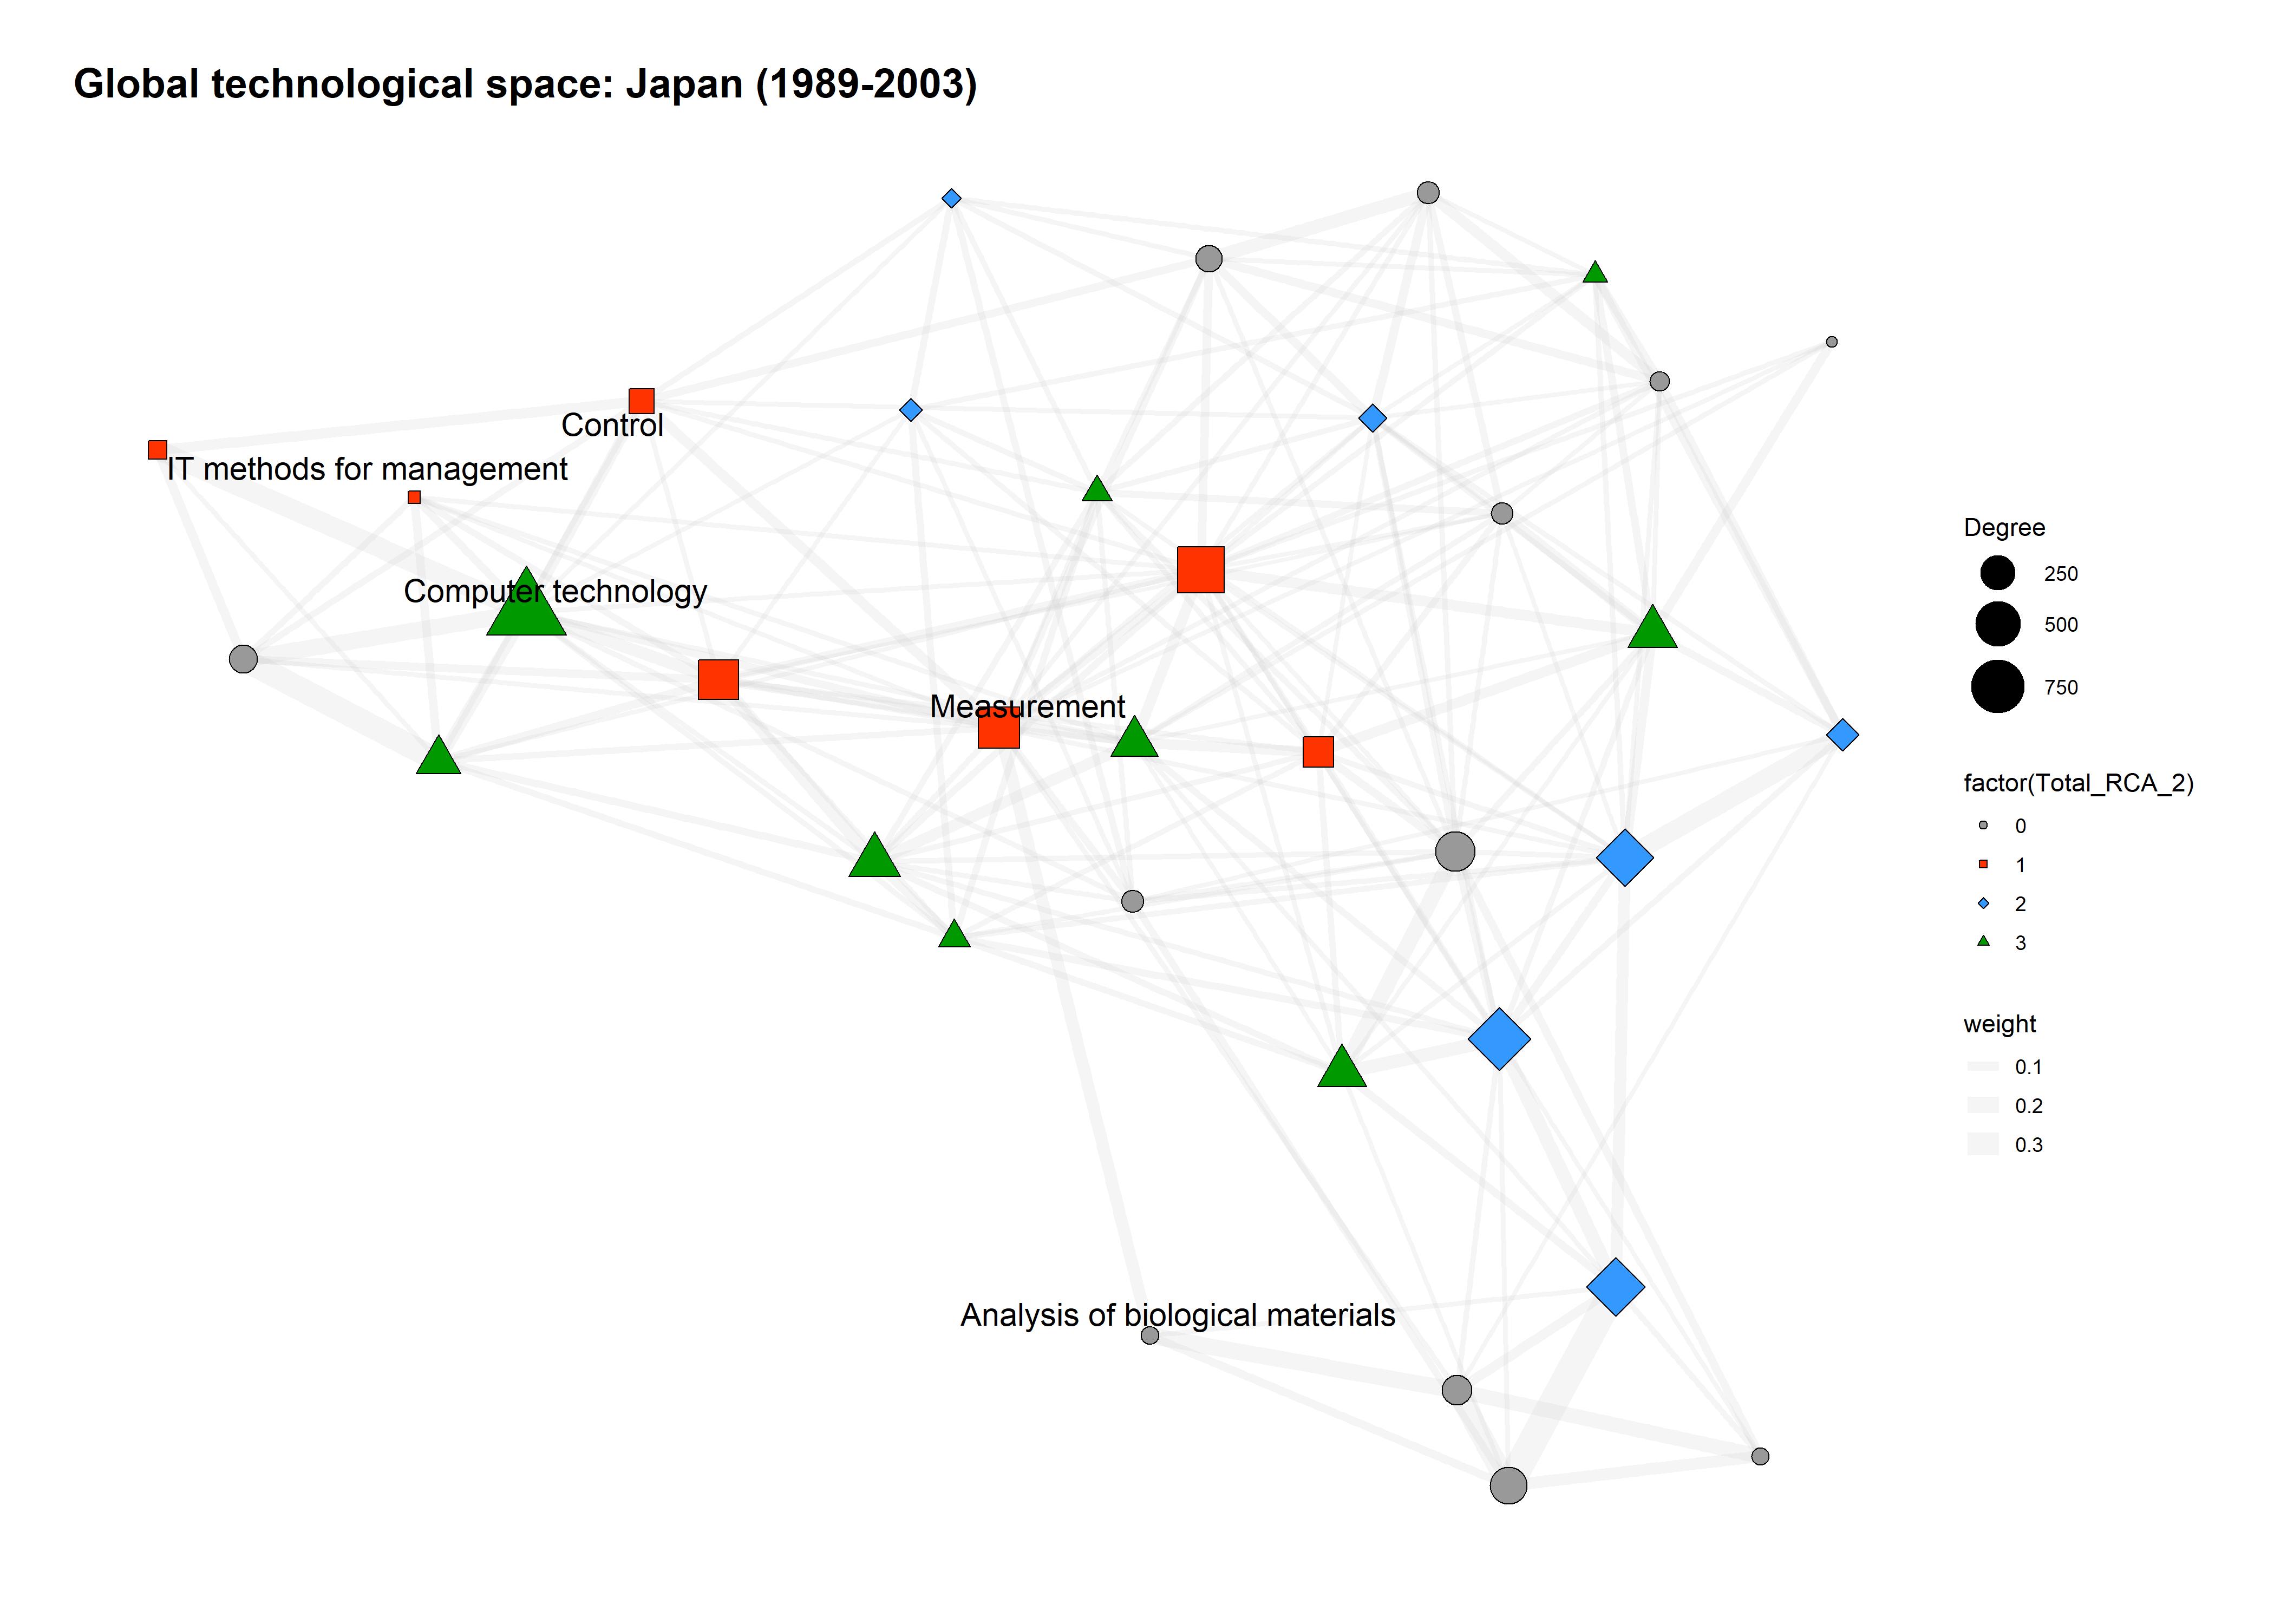 Global technological space: Japan (1989-2003)
Control
IT methods for management
Computer technology
Measurement
Analysis of biological materials
Degree
250
500
750
factor(Total_RCA_2)
0
1
2
3
weight
0.1
0.2
0.3